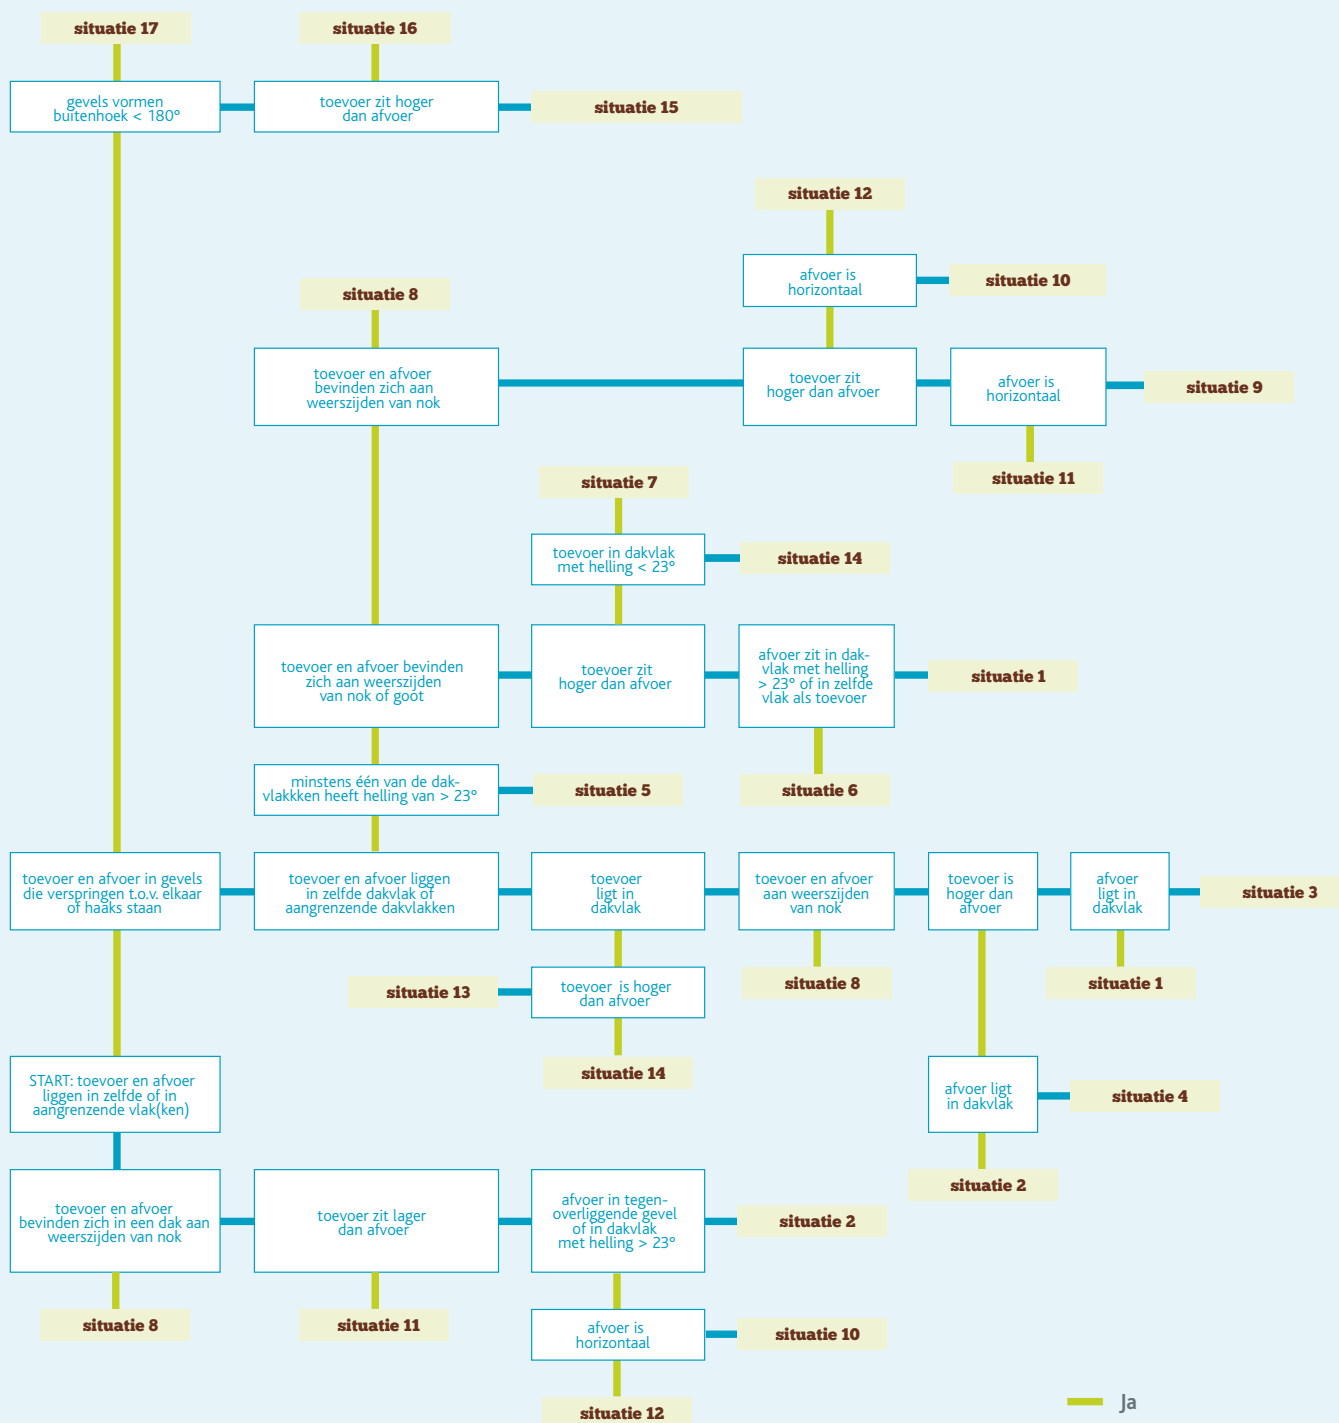 situatie 17
situatie 16
gevels vormen
buitenhoek < 180°
toevoer zit hoger
dan afvoer
situatie 15
situatie 12
afvoer is
horizontaal
situatie 10
situatie 8
toevoer en afvoer
bevinden zich aan
weerszijden van nok
toevoer zit
hoger dan afvoer
afvoer is
horizontaal
situatie 9
situatie 11
situatie 7
toevoer in dakvlak
met helling < 23°
situatie 14
toevoer en afvoer bevinden
zich aan weerszijden
van nok of goot
toevoer zit
hoger dan afvoer
afvoer zit in dak-
vlak met helling
> 23° of in zelfde
vlak als toevoer
situatie 1
situatie 6
minstens één van de dak-
vlakkken heeft helling van > 23°
situatie 5
toevoer en afvoer in gevels
die verspringen t.o.v. elkaar
of haaks staan
toevoer en afvoer liggen
in zelfde dakvlak of
aangrenzende dakvlakken
toevoer
ligt in
dakvlak
toevoer en afvoer
aan weerszijden
van nok
toevoer is
hoger dan
afvoer
afvoer
ligt in
dakvlak
situatie 3
situatie 13
toevoer is hoger
dan afvoer
situatie 8
situatie 1
situatie 14
START: toevoer en afvoer
liggen in zelfde of in
aangrenzende vlak(ken)
afvoer ligt
in dakvlak
situatie 4
situatie 2
toevoer en afvoer
bevinden zich in een dak aan
weerszijden van nok
toevoer zit lager
dan afvoer
afvoer in tegen-
overliggende gevel
of in dakvlak
met helling > 23°
situatie 2
situatie 8
situatie 11
afvoer is
horizontaal
situatie 10
situatie 12
Ja